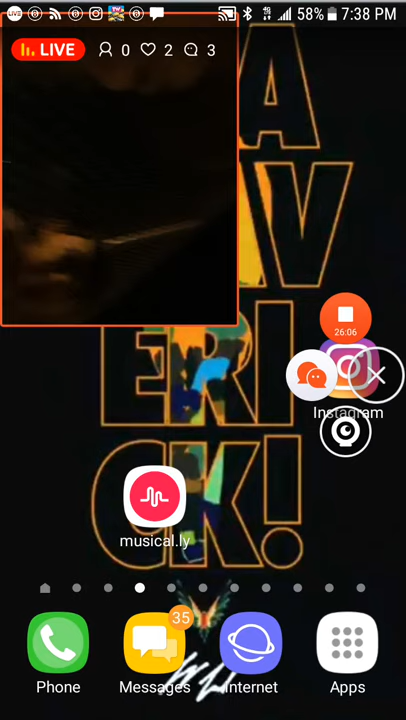 58% 7:38 PM
LIVE 0 2 3
A
AV
ERI
CK!
26:06
Instagram
musical.ly
35
Phone
Messages
Internet
Apps